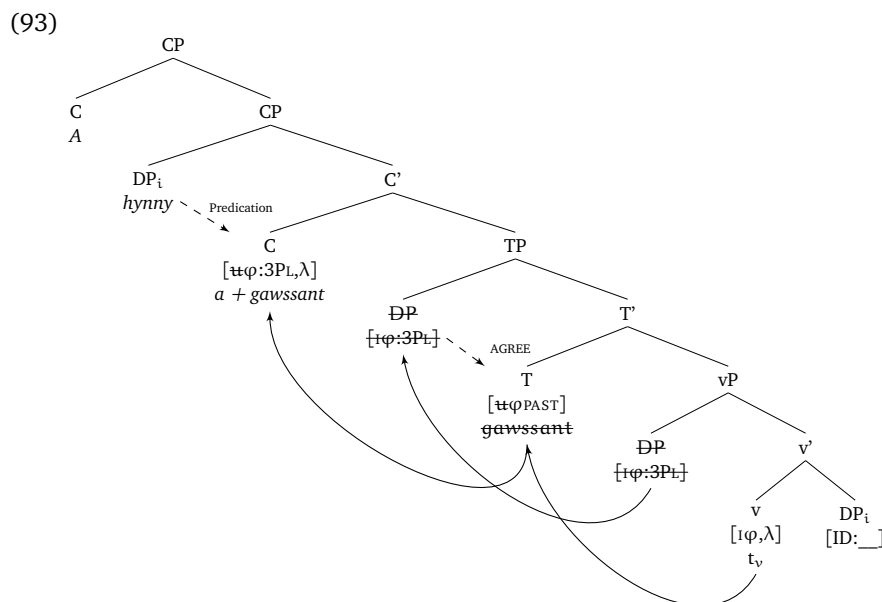 (93)
CP
C CP
A
DPi C'
hynny Predication
C TP
[uφ:3PL,λ]
a + gawssant
DP T'
[Iφ:3PL] AGREE
T vP
[uφPAST]
gawssant
DP v'
[Iφ:3PL]
v DPi
[Iφ,λ] [ID:__]
tv